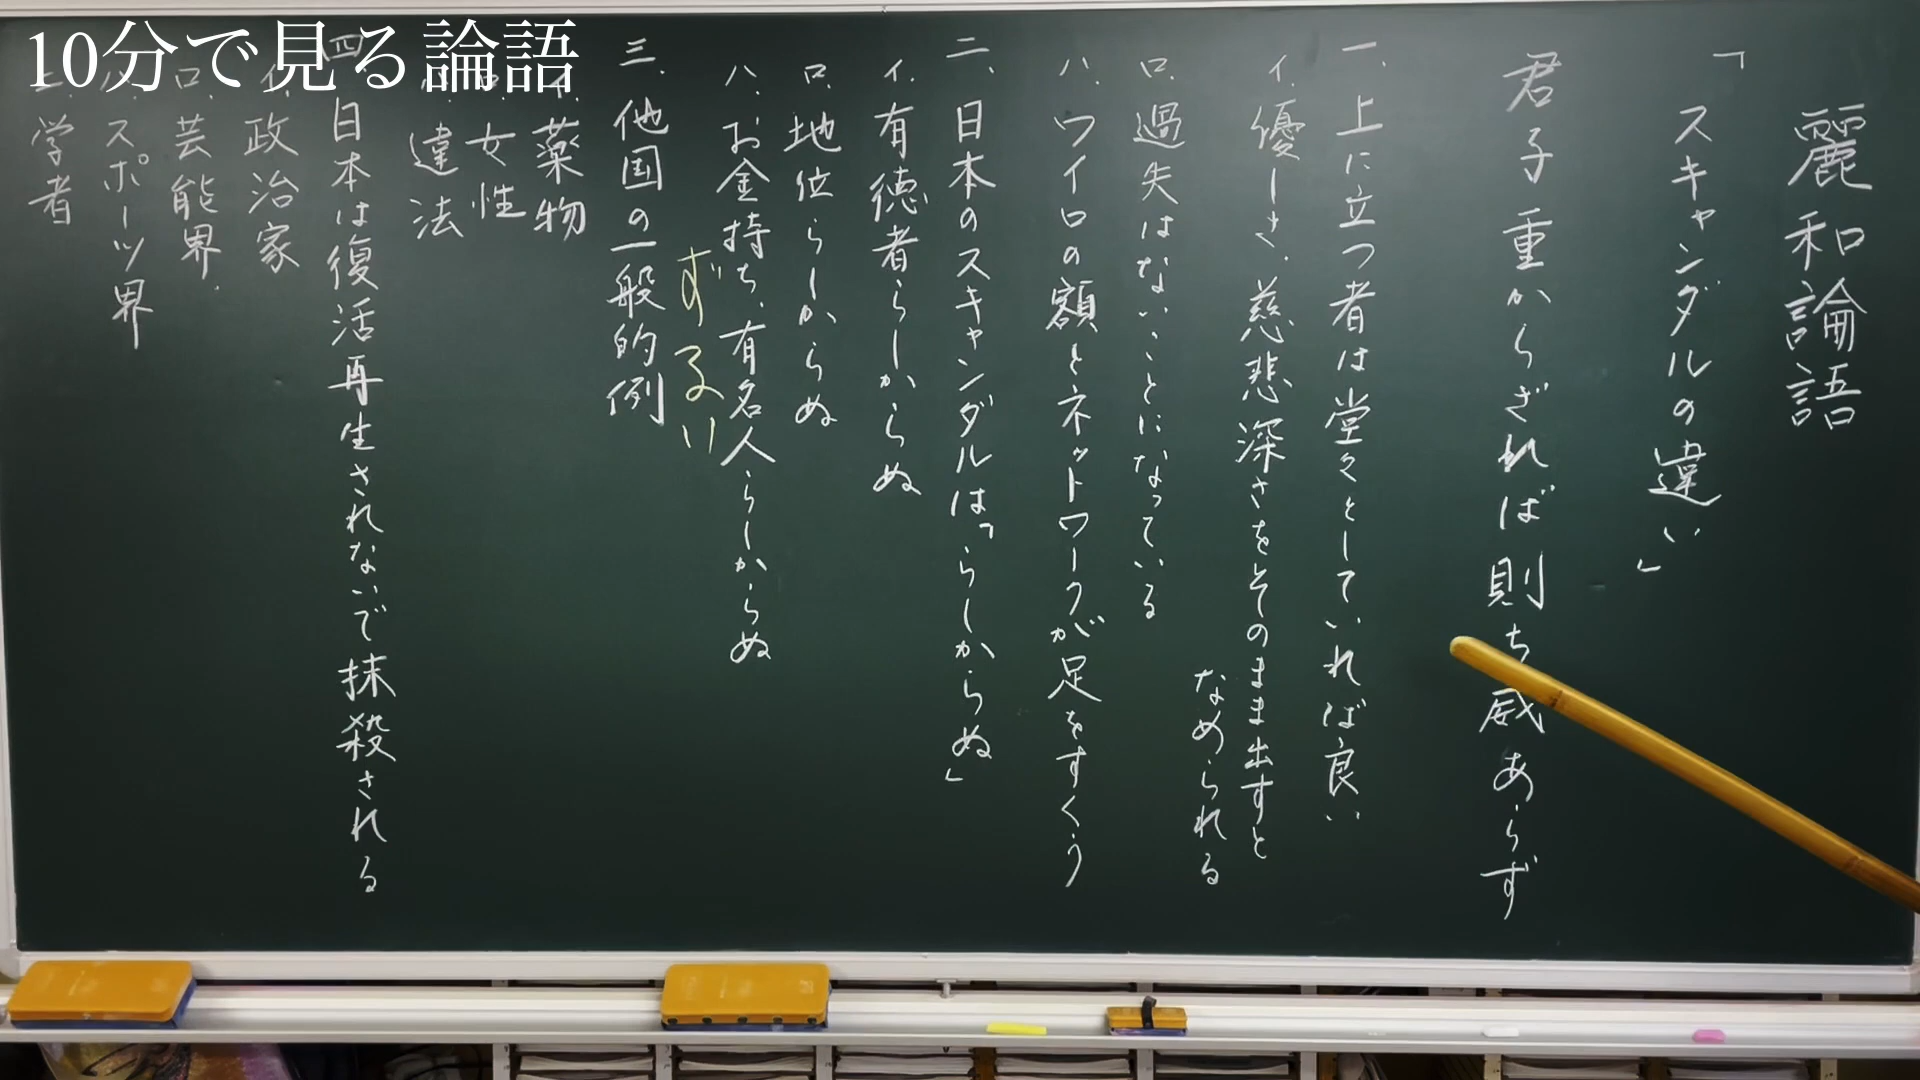 10分で見る論語
麗和論語
「スキャンダルの違い」
君子重からざれば則ち威あらず
一、上に立つ者は堂々としていれば良い
イ.優しさ、慈悲深さをそのまま出すと
なめられる
ロ.過失はないことになっている
ハ.ワイロの額とネットワークが足をすくう
二、日本のスキャンダルは「らしからぬ」
イ.有徳者らしからぬ
ロ.地位らしからぬ
ハ.お金持ち、有名人らしからぬ
ずるい
三、他国の一般的例
イ.薬物
ロ.女性
違法
四、日本は復活再生されないで抹殺される
イ.政治家
ロ.芸能界.
ハ.スポーツ界
学者